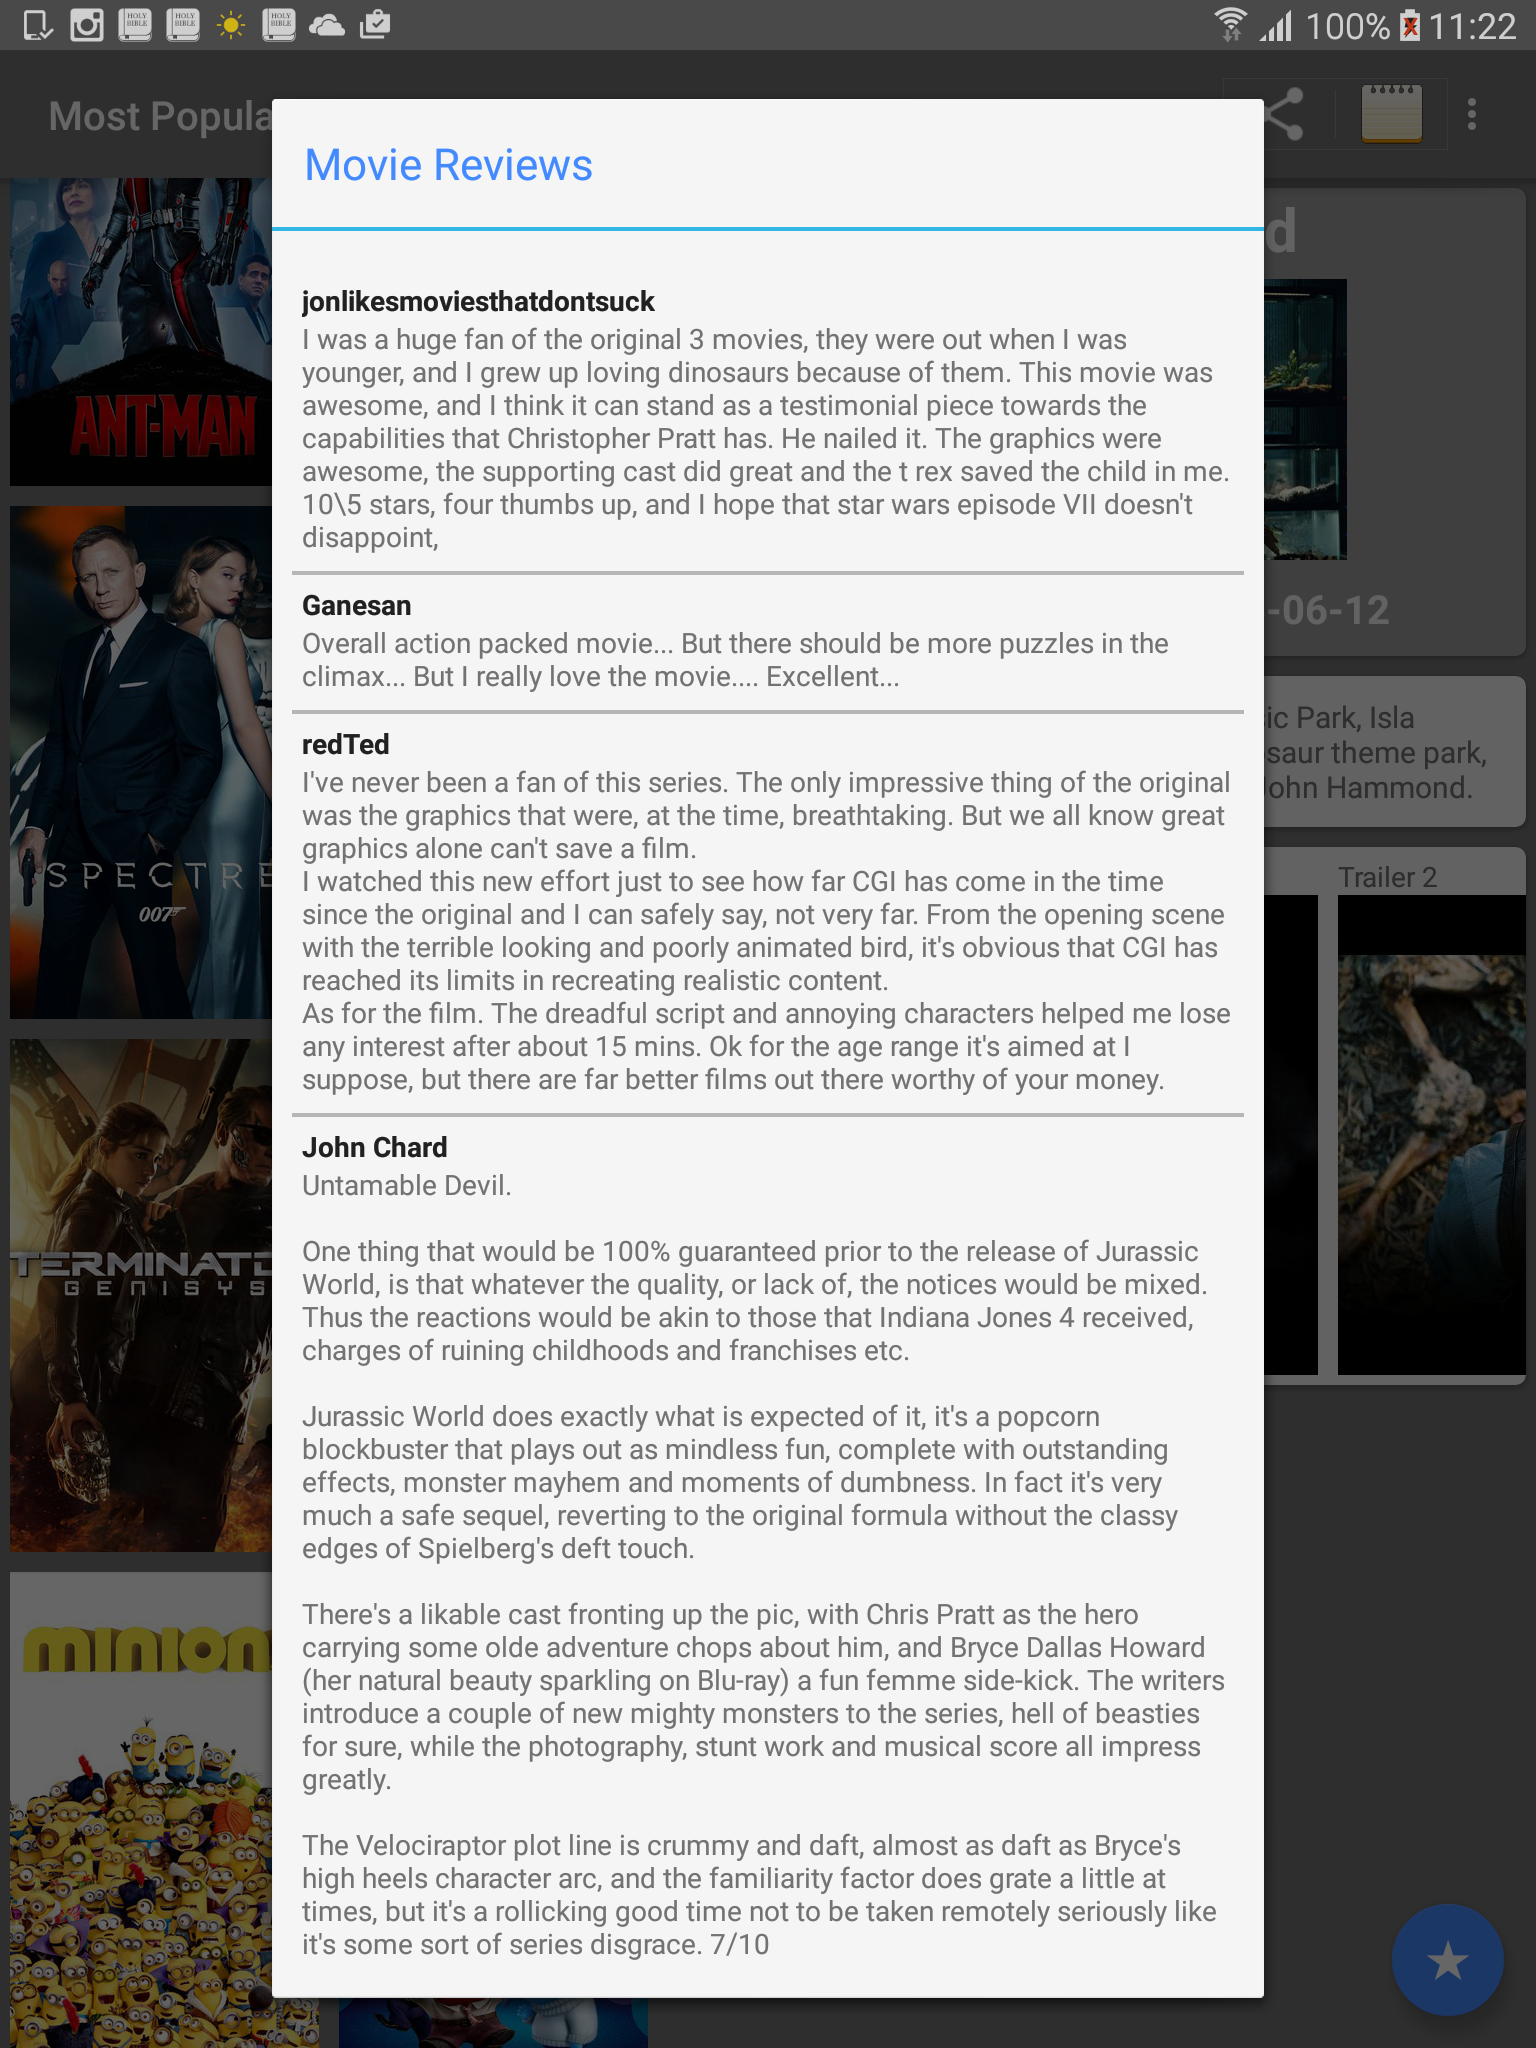 HOLY BIBLE
HOLY BIBLE
HOLY BIBLE
100%
11:22
Most Popula
Movie Reviews
jonlikesmoviesthatdontsuck
I was a huge fan of the original 3 movies, they were out when I was
younger, and I grew up loving dinosaurs because of them. This movie was
awesome, and I think it can stand as a testimonial piece towards the
capabilities that Christopher Pratt has. He nailed it. The graphics were
awesome, the supporting cast did great and the t rex saved the child in me.
10\5 stars, four thumbs up, and I hope that star wars episode VII doesn't
disappoint,
Ganesan
Overall action packed movie... But there should be more puzzles in the
climax... But I really love the movie.... Excellent...
redTed
I've never been a fan of this series. The only impressive thing of the original
was the graphics that were, at the time, breathtaking. But we all know great
graphics alone can't save a film.
I watched this new effort just to see how far CGI has come in the time
since the original and I can safely say, not very far. From the opening scene
with the terrible looking and poorly animated bird, it's obvious that CGI has
reached its limits in recreating realistic content.
As for the film. The dreadful script and annoying characters helped me lose
any interest after about 15 mins. Ok for the age range it's aimed at I
suppose, but there are far better films out there worthy of your money.
John Chard
Untamable Devil.
One thing that would be 100% guaranteed prior to the release of Jurassic
World, is that whatever the quality, or lack of, the notices would be mixed.
Thus the reactions would be akin to those that Indiana Jones 4 received,
charges of ruining childhoods and franchises etc.
Jurassic World does exactly what is expected of it, it's a popcorn
blockbuster that plays out as mindless fun, complete with outstanding
effects, monster mayhem and moments of dumbness. In fact it's very
much a safe sequel, reverting to the original formula without the classy
edges of Spielberg's deft touch.
There's a likable cast fronting up the pic, with Chris Pratt as the hero
carrying some olde adventure chops about him, and Bryce Dallas Howard
(her natural beauty sparkling on Blu-ray) a fun femme side-kick. The writers
introduce a couple of new mighty monsters to the series, hell of beasties
for sure, while the photography, stunt work and musical score all impress
greatly.
The Velociraptor plot line is crummy and daft, almost as daft as Bryce's
high heels character arc, and the familiarity factor does grate a little at
times, but it's a rollicking good time not to be taken remotely seriously like
it's some sort of series disgrace. 7/10
ANT-MAN
SPECTRE
007
TERMINAT
GENISYS
minion
d
-06-12
ic Park, Isla
saur theme park,
John Hammond.
Trailer 2